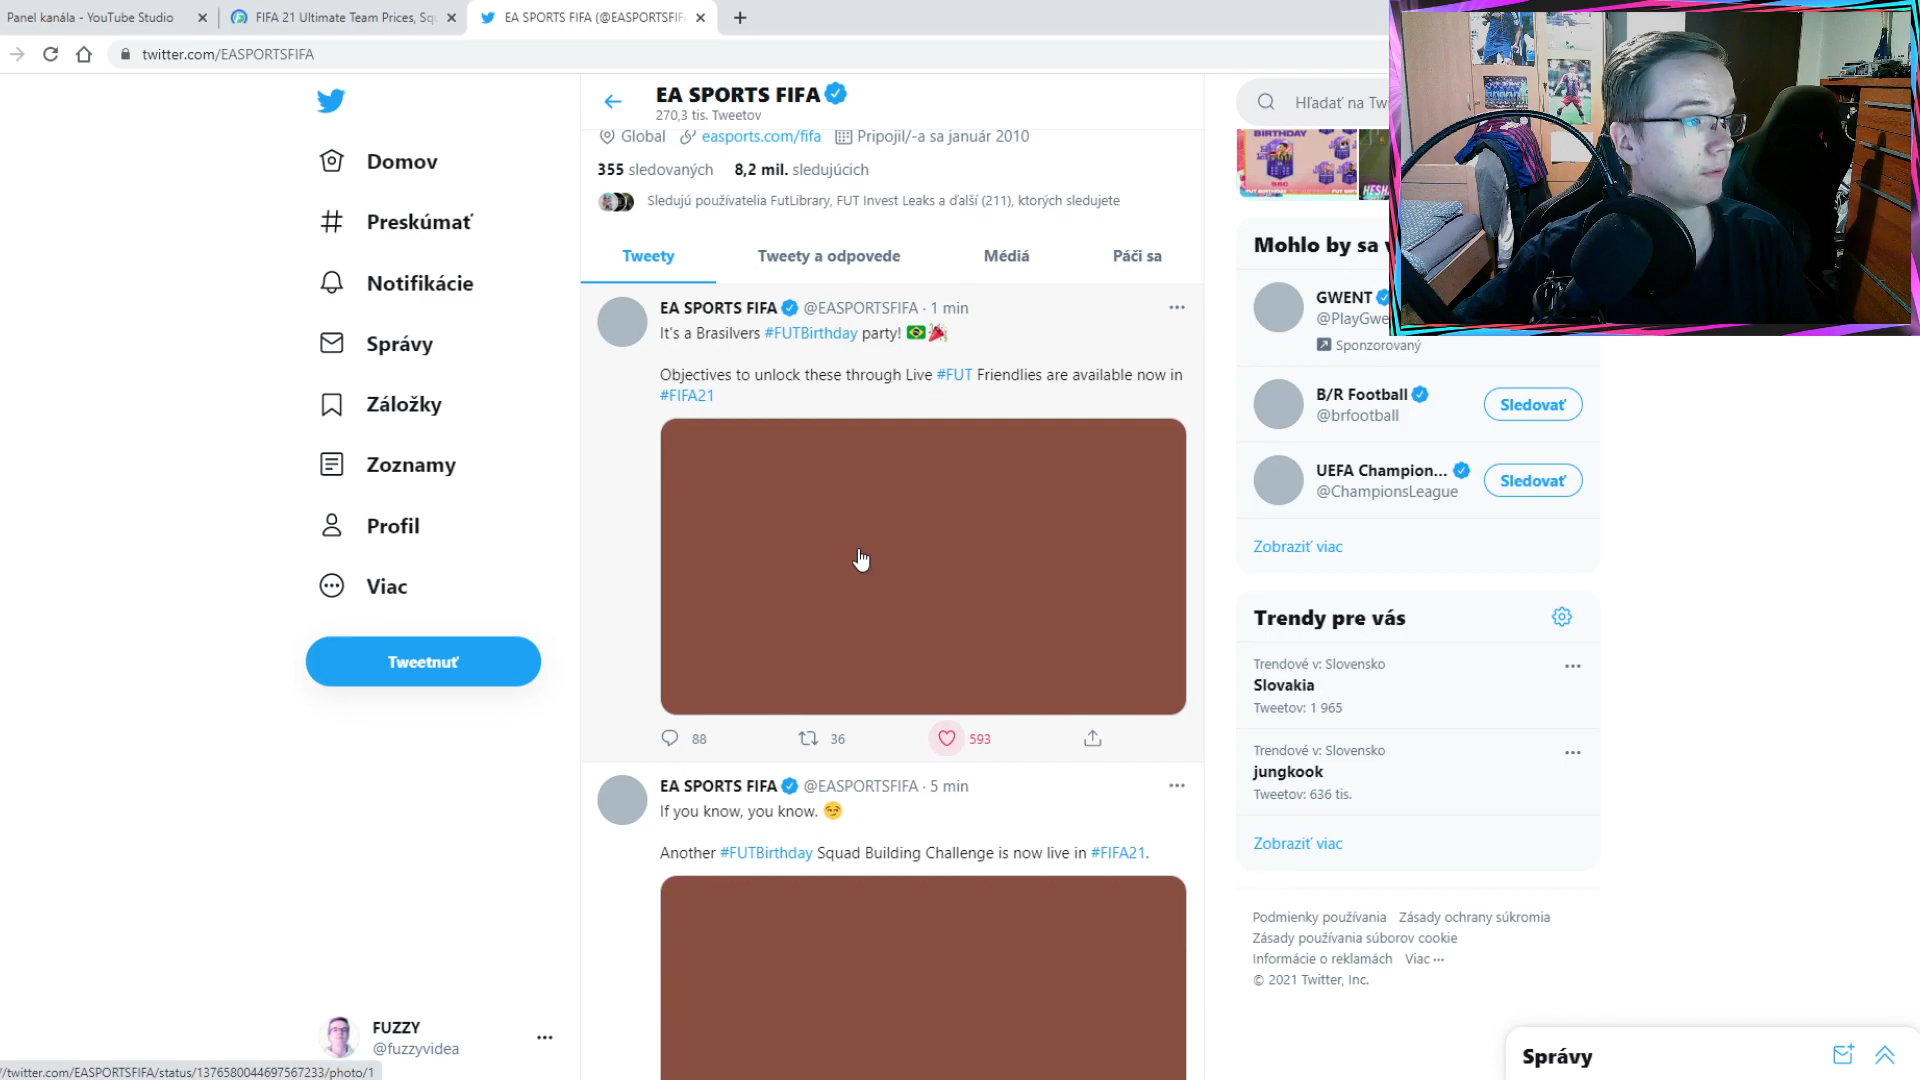 Panel kanála - YouTube Studio
FIFA 21 Ultimate Team Prices, Squ
EA SPORTS FIFA (@EASPORTSFIFA
twitter.com/EASPORTSFIFA
Domov
Preskúmať
Notifikácie
Správy
Záložky
Zoznamy
Profil
Viac
Tweetnuť
FUZZY
@fuzzyvidea
/twitter.com/EASPORTSFIFA/status/1376580044697567233/photo/1
EA SPORTS FIFA
270,3 tis. Tweetov
Global easports.com/fifa Pripojil/-a sa január 2010
355 sledovaných 8,2 mil. sledujúcich
Sledujú používatelia FutLibrary, FUT Invest Leaks a ďalší (211), ktorých sledujete
Tweety Tweety a odpovede Médiá Páči sa
EA SPORTS FIFA @EASPORTSFIFA · 1 min
It's a Brasilvers #FUTBirthday party! 🇧🇷🎉
Objectives to unlock these through Live #FUT Friendlies are available now in
#FIFA21
88 36 593
EA SPORTS FIFA @EASPORTSFIFA · 5 min
If you know, you know. 😏
Another #FUTBirthday Squad Building Challenge is now live in #FIFA21.
Hľadať na Tw
BIRTHDAY
Mohlo by sa v
GWENT
@PlayGwe
Sponzorovaný
B/R Football
@brfootball
Sledovať
UEFA Champion...
@ChampionsLeague
Sledovať
Zobraziť viac
Trendy pre vás
Trendové v: Slovensko
Slovakia
Tweetov: 1 965
Trendové v: Slovensko
jungkook
Tweetov: 636 tis.
Zobraziť viac
Podmienky používania Zásady ochrany súkromia
Zásady používania súborov cookie
Informácie o reklamách Viac ···
© 2021 Twitter, Inc.
Správy